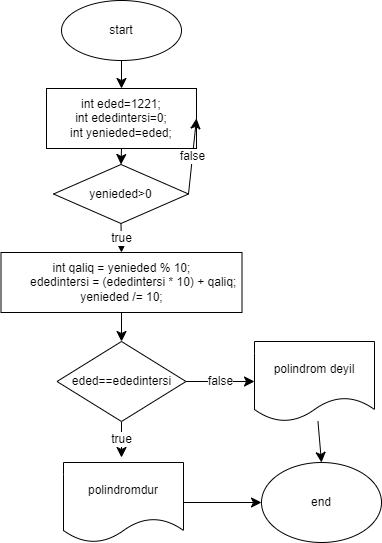 start
int eded=1221;
int ededintersi=0;
int yenieded=eded;
false
yenieded>0
true
int qaliq = yenieded % 10;
ededintersi = (ededintersi * 10) + qaliq;
yenieded /= 10;
eded==ededintersi
false
polindrom deyil
true
polindromdur
end